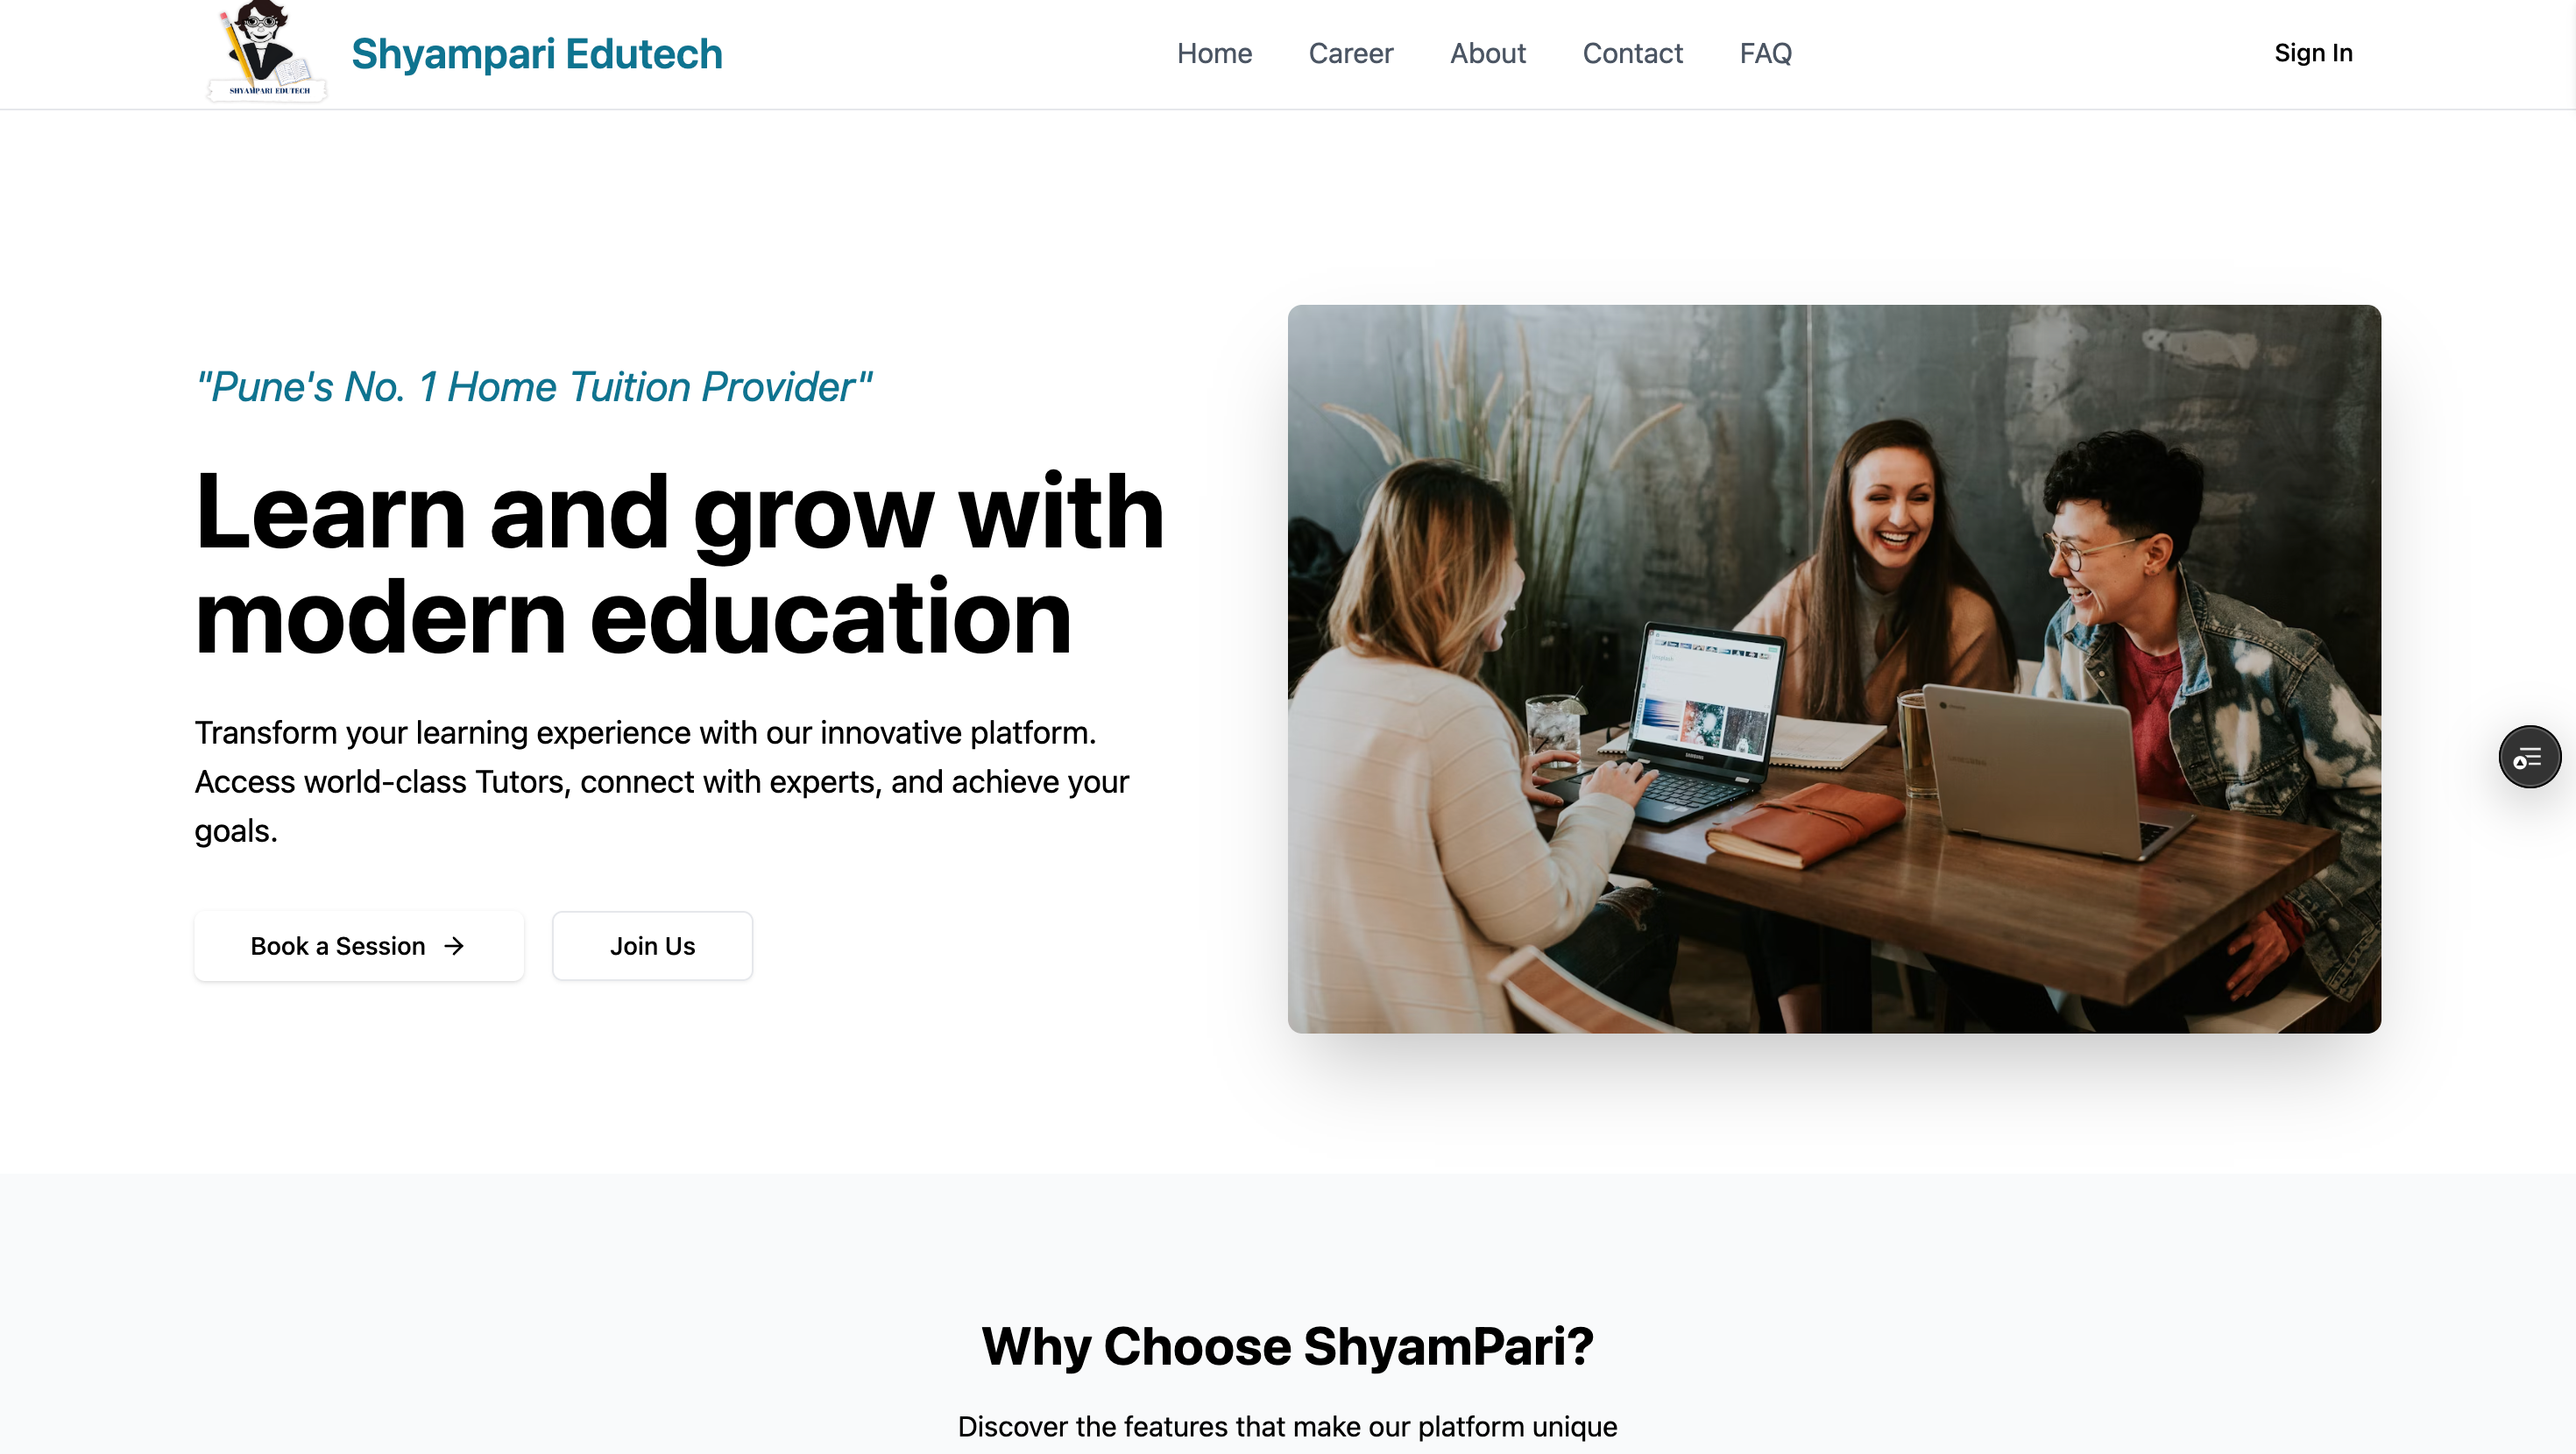 SHYAMPARI EDUTECH
Shyampari Edutech
Home Career About Contact FAQ
Sign In
"Pune's No. 1 Home Tuition Provider"
Learn and grow with
modern education
Transform your learning experience with our innovative platform.
Access world-class Tutors, connect with experts, and achieve your
goals.
Book a Session →
Join Us
SAMSUNG
Why Choose ShyamPari?
Discover the features that make our platform unique